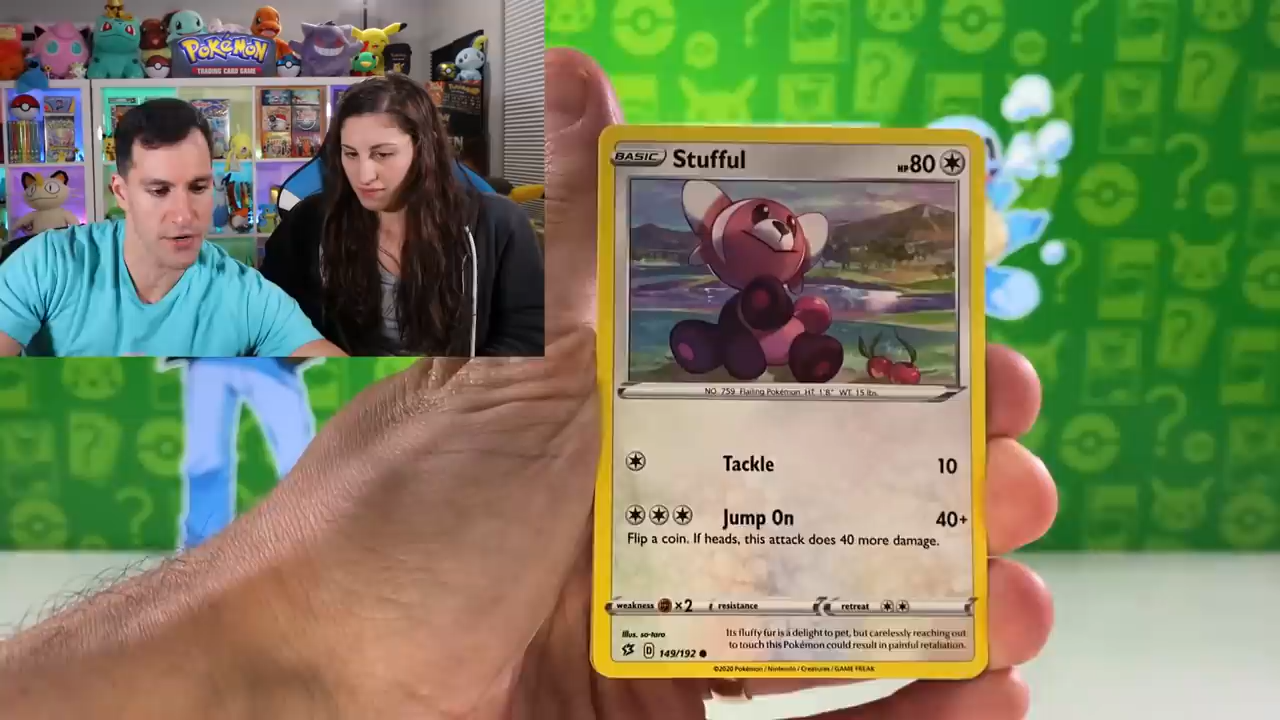 POKÉMON
TRADING CARD GAME
BASIC Stufful HP 80
NO. 759 Flailing Pokémon HT: 1'8" WT: 15 lbs.
Tackle 10
Jump On 40+
Flip a coin. If heads, this attack does 40 more damage.
weakness ×2 resistance retreat
Illus. so-taro
Its fluffy fur is a delight to pet, but carelessly reaching out
to touch this Pokémon could result in painful retaliation.
D 149/192
©2020 Pokémon / Nintendo / Creatures / GAME FREAK